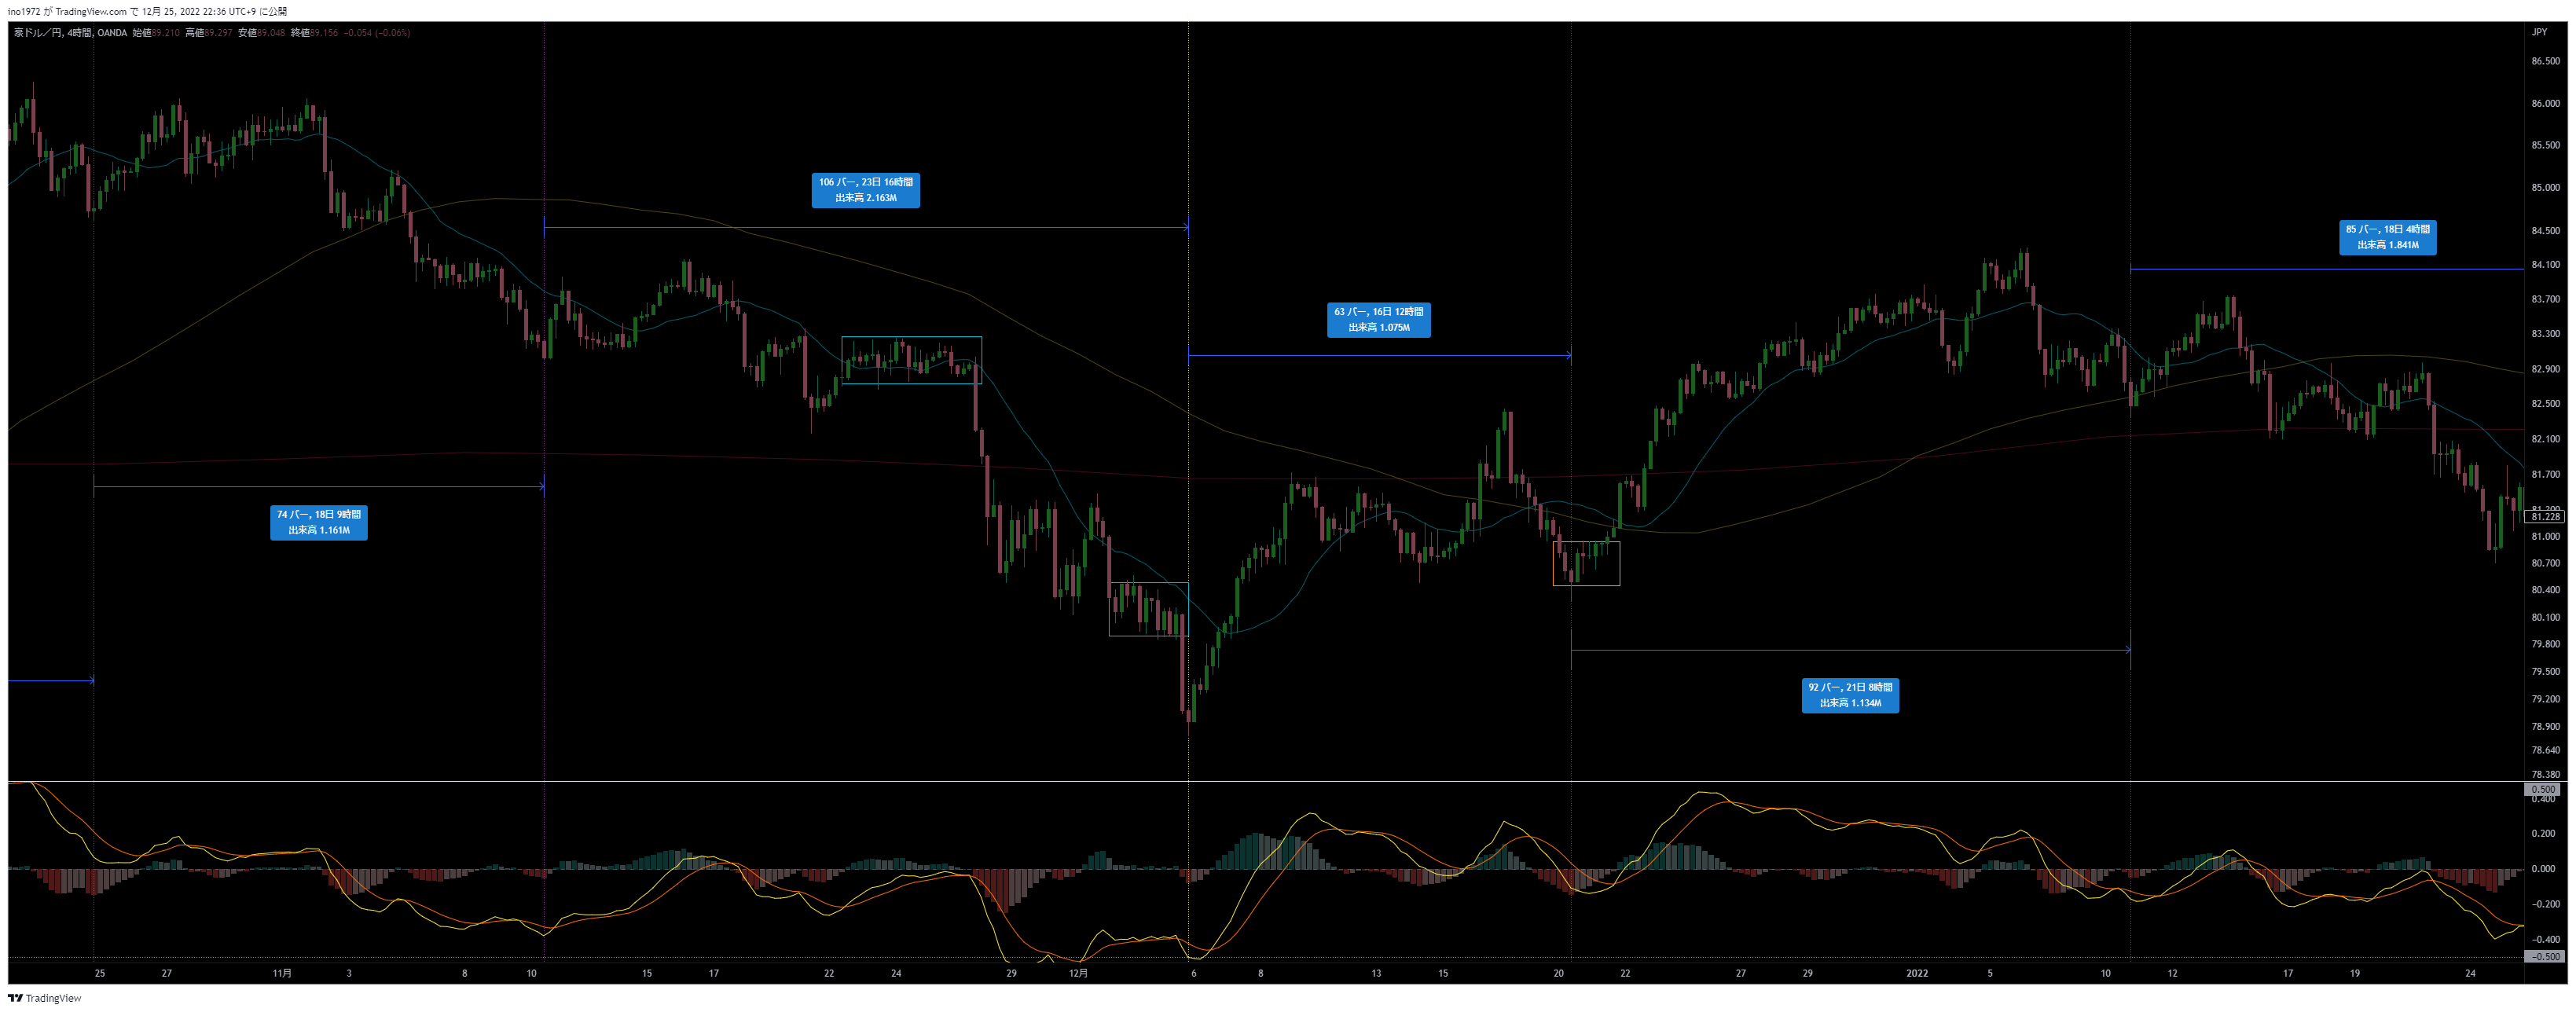 ino1972 が TradingView.com で 12月 25, 2022 22:36 UTC+9 に公開
豪ドル／円, 4時間, OANDA 始値89.210 高値89.297 安値89.048 終値89.156 −0.054 (−0.06%)
JPY
86.500
86.000
85.500
85.000
84.500
84.100
83.700
83.300
82.900
82.500
82.100
81.700
81.200
81.228
81.000
80.700
80.400
80.100
79.800
79.500
79.200
78.900
78.640
78.380
106 バー, 23日 16時間
出来高 2.163M
85 バー, 18日 4時間
出来高 1.841M
63 バー, 16日 12時間
出来高 1.075M
74 バー, 18日 9時間
出来高 1.161M
92 バー, 21日 8時間
出来高 1.134M
0.500
0.400
0.200
0.000
−0.200
−0.400
−0.500
25 27 11月 3 8 10 15 17 22 24 29 12月 6 8 13 15 20 22 27 29 2022 5 10 12 17 19 24
TradingView